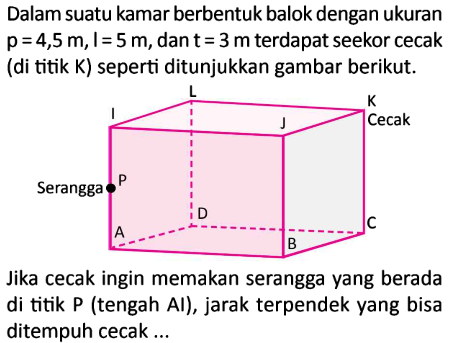 Dalam suatu kamar berbentuk balok dengan ukuran
p = 4,5 m, l = 5 m, dan t = 3 m terdapat seekor cecak
(di titik K) seperti ditunjukkan gambar berikut.
L
K
I
J
Cecak
Serangga P
D
A
C
B
Jika cecak ingin memakan serangga yang berada
di titik P (tengah AI), jarak terpendek yang bisa
ditempuh cecak ...